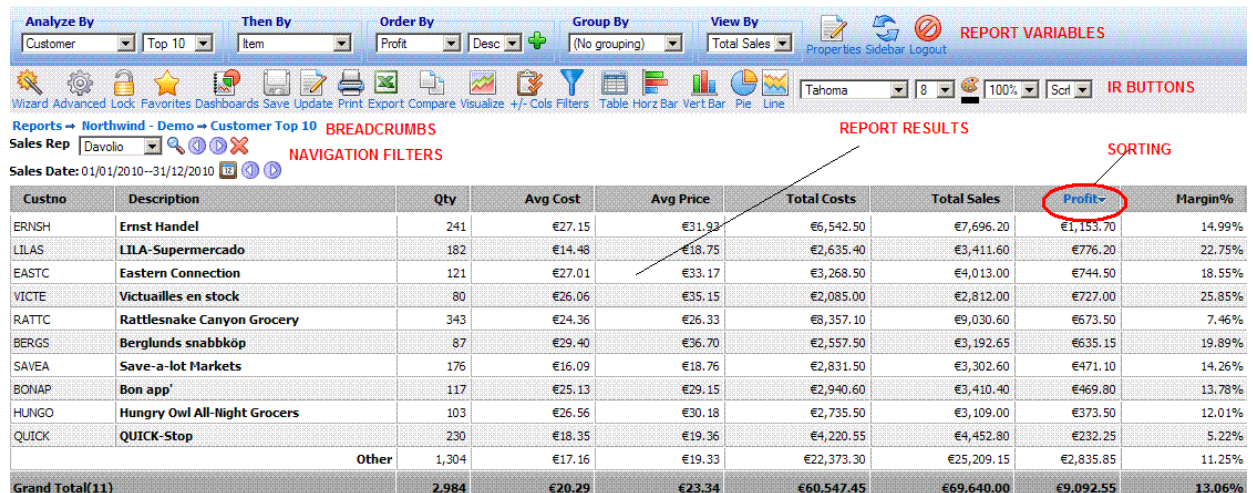 Analyze By Then By Order By Group By View By
Customer Top 10 Item Profit Desc (No grouping) Total Sales Properties Sidebar Logout REPORT VARIABLES
Wizard Advanced Lock Favorites Dashboards Save Update Print Export Compare Visualize +/- Cols Filters Table Horz Bar Vert Bar Pie Line Tahoma 8 100% Scrl IR BUTTONS
Reports → Northwind - Demo → Customer Top 10 BREADCRUMBS REPORT RESULTS
Sales Rep Davolio NAVIGATION FILTERS SORTING
Sales Date: 01/01/2010--31/12/2010 12
Custno Description Qty Avg Cost Avg Price Total Costs Total Sales Profit Margin%
ERNSH Ernst Handel 241 €27.15 €31.93 €6,542.50 €7,696.20 €1,153.70 14.99%
LILAS LILA-Supermercado 182 €14.48 €18.75 €2,635.40 €3,411.60 €776.20 22.75%
EASTC Eastern Connection 121 €27.01 €33.17 €3,268.50 €4,013.00 €744.50 18.55%
VICTE Victuailles en stock 80 €26.06 €35.15 €2,085.00 €2,812.00 €727.00 25.85%
RATTC Rattlesnake Canyon Grocery 343 €24.36 €26.33 €8,357.10 €9,030.60 €673.50 7.46%
BERGS Berglunds snabbköp 87 €29.40 €36.70 €2,557.50 €3,192.65 €635.15 19.89%
SAVEA Save-a-lot Markets 176 €16.09 €18.76 €2,831.50 €3,302.60 €471.10 14.26%
BONAP Bon app' 117 €25.13 €29.15 €2,940.60 €3,410.40 €469.80 13.78%
HUNGO Hungry Owl All-Night Grocers 103 €26.56 €30.18 €2,735.50 €3,109.00 €373.50 12.01%
QUICK QUICK-Stop 230 €18.35 €19.36 €4,220.55 €4,452.80 €232.25 5.22%
Other 1,304 €17.16 €19.33 €22,373.30 €25,209.15 €2,835.85 11.25%
Grand Total(11) 2,984 €20.29 €23.34 €60,547.45 €69,640.00 €9,092.55 13.06%